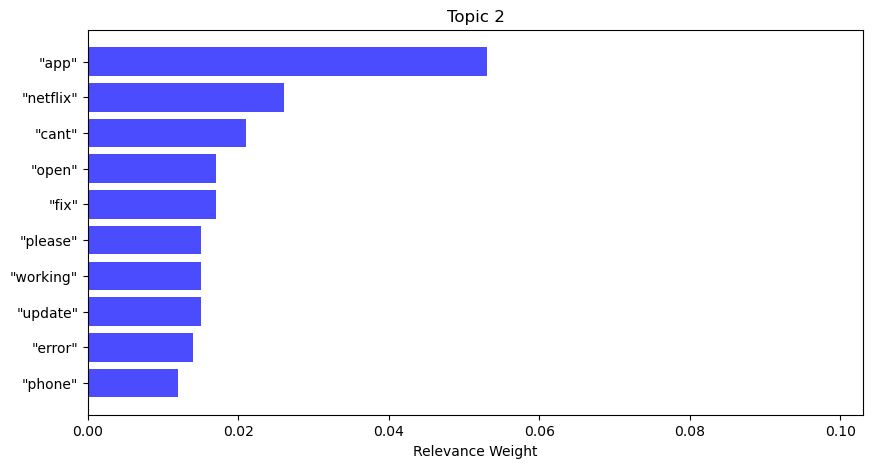 Topic 2
"app"
"netflix"
"cant"
"open"
"fix"
"please"
"working"
"update"
"error"
"phone"
0.00 0.02 0.04 0.06 0.08 0.10
Relevance Weight